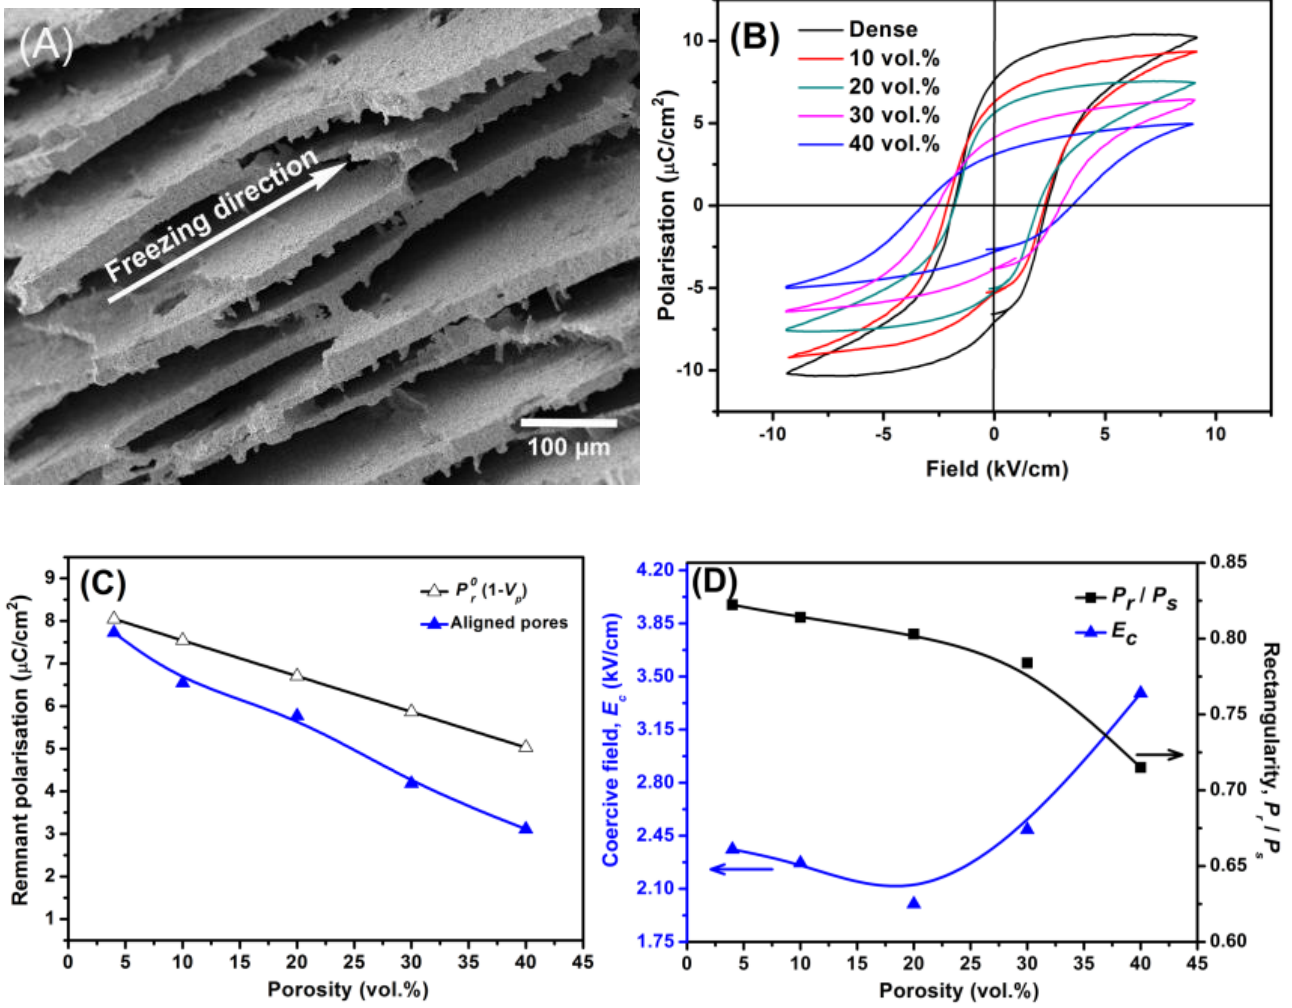 (A)
Freezing direction
100 μm
(B)
Dense
10 vol.%
20 vol.%
30 vol.%
40 vol.%
Polarisation (μC/cm²)
10
5
0
-5
-10
-10 -5 0 5 10
Field (kV/cm)
(C)
P_r^0 (1-V_p)
Aligned pores
Remnant polarisation (μC/cm²)
9
8
7
6
5
4
3
2
1
0 5 10 15 20 25 30 35 40 45
Porosity (vol.%)
(D)
P_r / P_s
E_c
Coercive field, E_c (kV/cm)
4.20
3.85
3.50
3.15
2.80
2.45
2.10
1.75
0.85
0.80
0.75
0.70
0.65
0.60
Rectangularity, P_r / P_s
0 5 10 15 20 25 30 35 40 45
Porosity (vol.%)